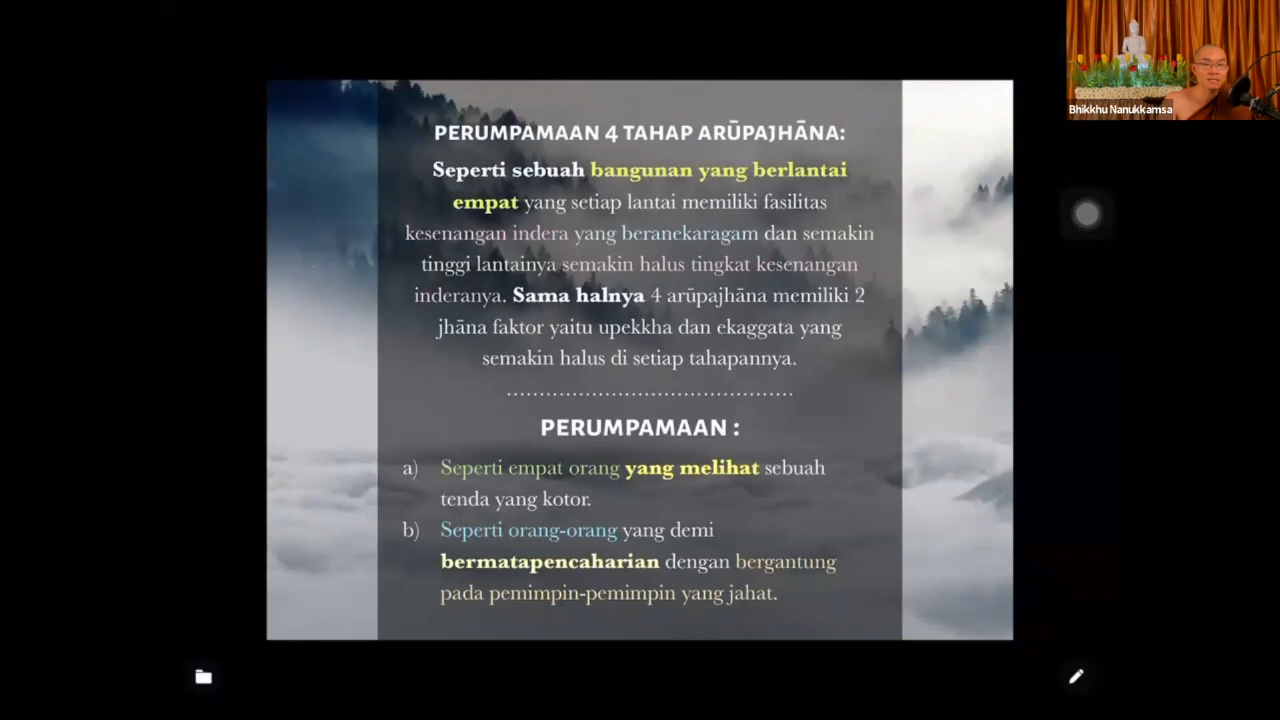 Bhikkhu Nanukkamsa
PERUMPAMAAN 4 TAHAP ARŪPAJHĀNA:
Seperti sebuah bangunan yang berlantai
empat yang setiap lantai memiliki fasilitas
kesenangan indera yang beranekaragam dan semakin
tinggi lantainya semakin halus tingkat kesenangan
inderanya. Sama halnya 4 arūpajhāna memiliki 2
jhāna faktor yaitu upekkha dan ekaggata yang
semakin halus di setiap tahapannya.
..........................................
PERUMPAMAAN :
a) Seperti empat orang yang melihat sebuah
tenda yang kotor.
b) Seperti orang-orang yang demi
bermatapencaharian dengan bergantung
pada pemimpin-pemimpin yang jahat.